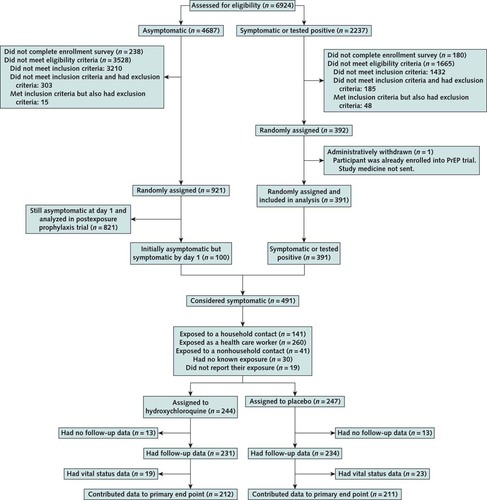 Assessed for eligibility (n = 6924)
Asymptomatic (n = 4687)
Symptomatic or tested positive (n = 2237)
Did not complete enrollment survey (n = 238)
Did not meet eligibility criteria (n = 3528)
Did not meet inclusion criteria: 3210
Did not meet inclusion criteria and had exclusion
criteria: 303
Met inclusion criteria but also had exclusion
criteria: 15
Did not complete enrollment survey (n = 180)
Did not meet eligibility criteria (n = 1665)
Did not meet inclusion criteria: 1432
Did not meet inclusion criteria and had exclusion
criteria: 185
Met inclusion criteria but also had exclusion
criteria: 48
Randomly assigned (n = 392)
Administratively withdrawn (n = 1)
Participant was already enrolled into PrEP trial.
Study medicine not sent.
Randomly assigned (n = 921)
Randomly assigned and
included in analysis (n = 391)
Still asymptomatic at day 1 and
analyzed in postexposure
prophylaxis trial (n = 821)
Initially asymptomatic but
symptomatic by day 1 (n = 100)
Symptomatic or tested
positive (n = 391)
Considered symptomatic (n = 491)
Exposed to a household contact (n = 141)
Exposed as a health care worker (n = 260)
Exposed to a nonhousehold contact (n = 41)
Had no known exposure (n = 30)
Did not report their exposure (n = 19)
Assigned to
hydroxychloroquine
(n = 244)
Assigned to placebo (n = 247)
Had no follow-up data (n = 13)
Had no follow-up data (n = 13)
Had follow-up data (n = 231)
Had follow-up data (n = 234)
Had vital status data (n = 19)
Had vital status data (n = 23)
Contributed data to primary end point (n = 212)
Contributed data to primary end point (n = 211)